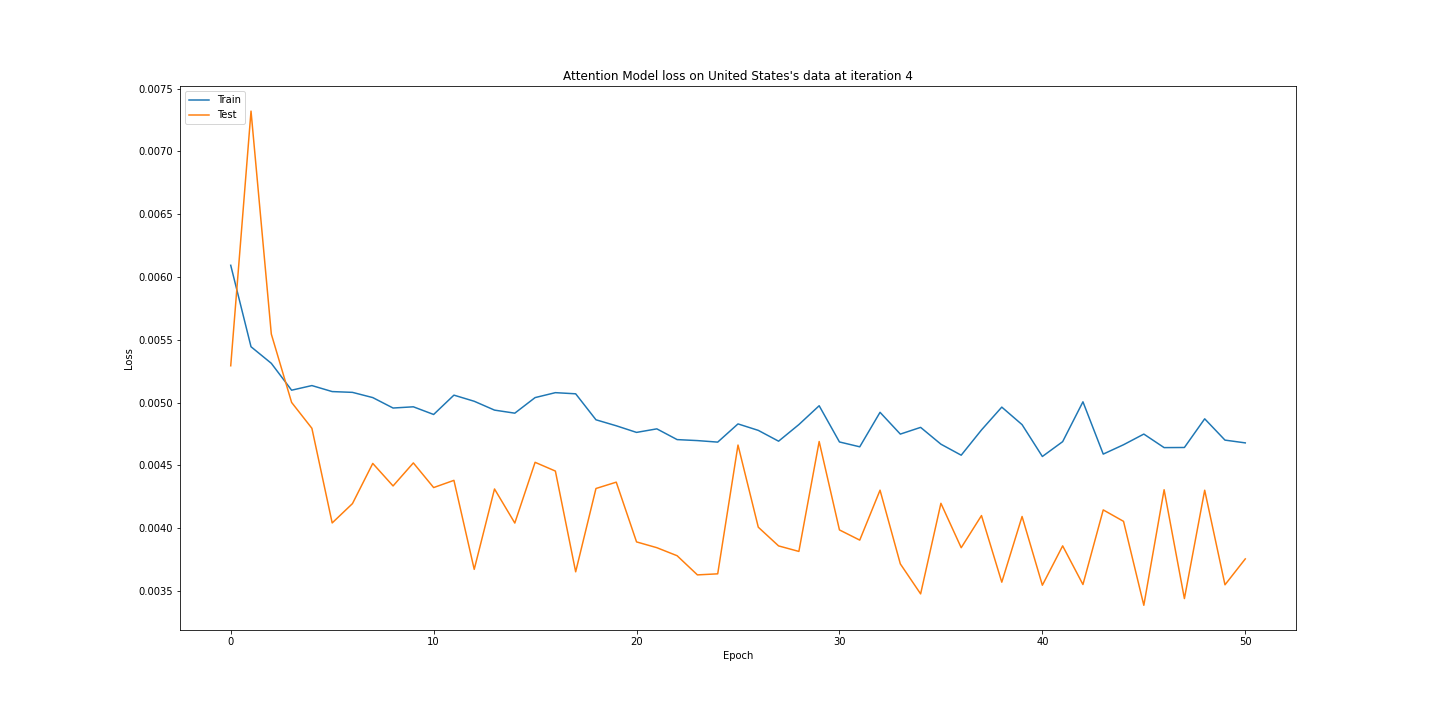 Attention Model loss on United States's data at iteration 4
Train
Test
0.0075
0.0070
0.0065
0.0060
0.0055
0.0050
0.0045
0.0040
0.0035
Loss
0 10 20 30 40 50
Epoch